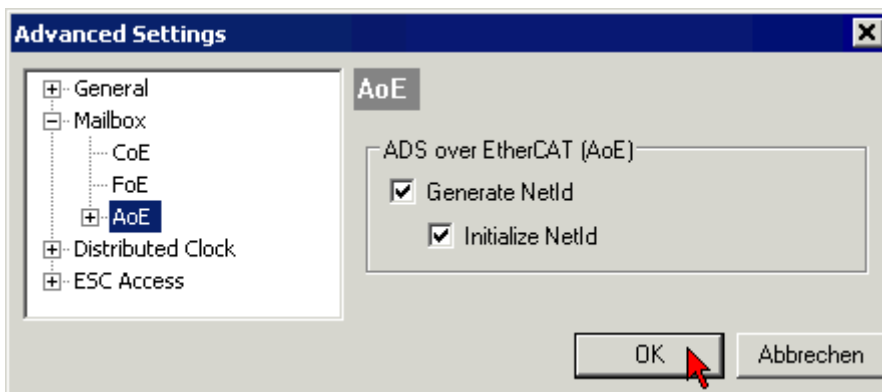 Advanced Settings
General
Mailbox
CoE
FoE
AoE
Distributed Clock
ESC Access
AoE
ADS over EtherCAT (AoE)
Generate NetId
Initialize NetId
OK
Abbrechen